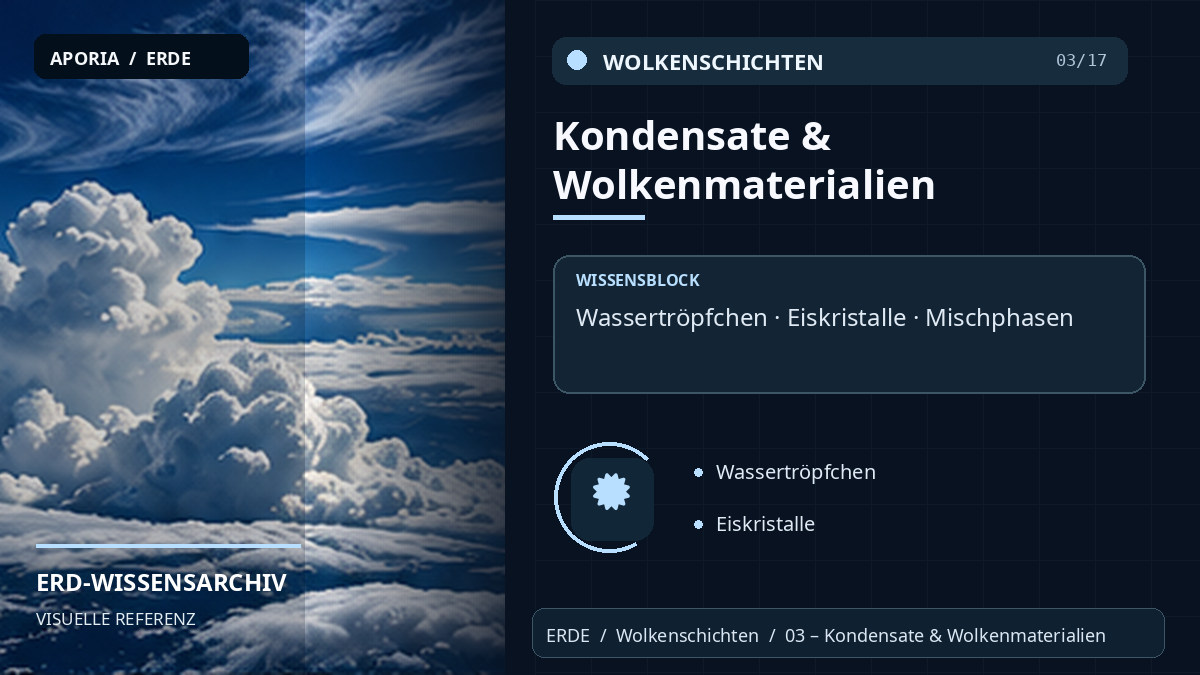 APORIA / ERDE
ERD-WISSENSARCHIV
VISUELLE REFERENZ
WOLKENSCHICHTEN
03/17
Kondensate &
Wolkenmaterialien
WISSENSBLOCK
Wassertröpfchen · Eiskristalle · Mischphasen
Wassertröpfchen
Eiskristalle
ERDE / Wolkenschichten / 03 – Kondensate & Wolkenmaterialien